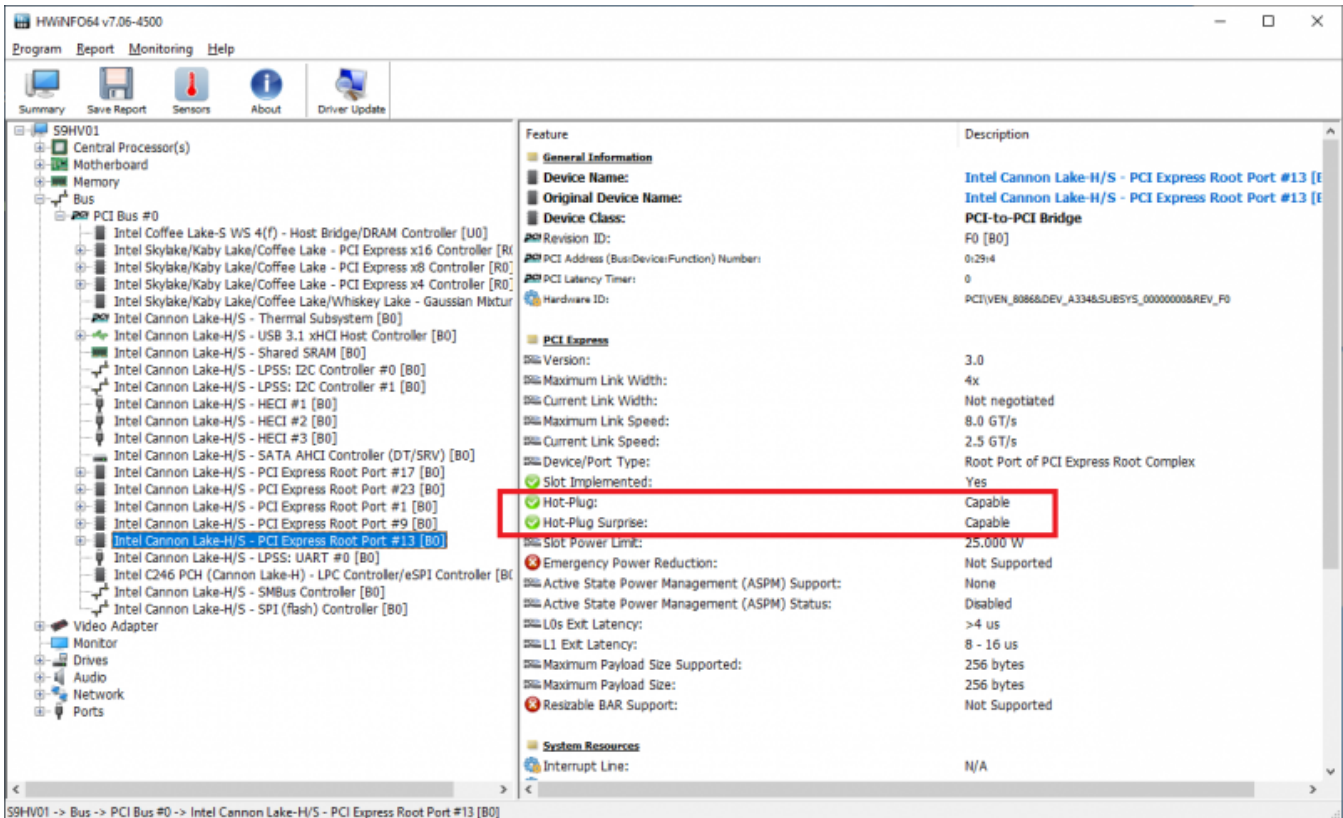 HWiNFO64 v7.06-4500
Program Report Monitoring Help
Summary Save Report Sensors About Driver Update
S9HV01
Central Processor(s)
Motherboard
Memory
Bus
PCI Bus #0
Intel Coffee Lake-S WS 4(f) - Host Bridge/DRAM Controller [U0]
Intel Skylake/Kaby Lake/Coffee Lake - PCI Express x16 Controller [R0
Intel Skylake/Kaby Lake/Coffee Lake - PCI Express x8 Controller [R0]
Intel Skylake/Kaby Lake/Coffee Lake - PCI Express x4 Controller [R0]
Intel Skylake/Kaby Lake/Coffee Lake/Whiskey Lake - Gaussian Mixtur
Intel Cannon Lake-H/S - Thermal Subsystem [B0]
Intel Cannon Lake-H/S - USB 3.1 xHCI Host Controller [B0]
Intel Cannon Lake-H/S - Shared SRAM [B0]
Intel Cannon Lake-H/S - LPSS: I2C Controller #0 [B0]
Intel Cannon Lake-H/S - LPSS: I2C Controller #1 [B0]
Intel Cannon Lake-H/S - HECI #1 [B0]
Intel Cannon Lake-H/S - HECI #2 [B0]
Intel Cannon Lake-H/S - HECI #3 [B0]
Intel Cannon Lake-H/S - SATA AHCI Controller (DT/SRV) [B0]
Intel Cannon Lake-H/S - PCI Express Root Port #17 [B0]
Intel Cannon Lake-H/S - PCI Express Root Port #23 [B0]
Intel Cannon Lake-H/S - PCI Express Root Port #1 [B0]
Intel Cannon Lake-H/S - PCI Express Root Port #9 [B0]
Intel Cannon Lake-H/S - PCI Express Root Port #13 [B0]
Intel Cannon Lake-H/S - LPSS: UART #0 [B0]
Intel C246 PCH (Cannon Lake-H) - LPC Controller/eSPI Controller [B(
Intel Cannon Lake-H/S - SMBus Controller [B0]
Intel Cannon Lake-H/S - SPI (flash) Controller [B0]
Video Adapter
Monitor
Drives
Audio
Network
Ports
Feature Description
General Information
Device Name: Intel Cannon Lake-H/S - PCI Express Root Port #13 [B
Original Device Name: Intel Cannon Lake-H/S - PCI Express Root Port #13 [B
Device Class: PCI-to-PCI Bridge
Revision ID: F0 [B0]
PCI Address (Bus:Device:Function) Number: 0:29:4
PCI Latency Timer: 0
Hardware ID: PCI\VEN_8086&DEV_A334&SUBSYS_00000000&REV_F0
PCI Express
Version: 3.0
Maximum Link Width: 4x
Current Link Width: Not negotiated
Maximum Link Speed: 8.0 GT/s
Current Link Speed: 2.5 GT/s
Device/Port Type: Root Port of PCI Express Root Complex
Slot Implemented: Yes
Hot-Plug: Capable
Hot-Plug Surprise: Capable
Slot Power Limit: 25.000 W
Emergency Power Reduction: Not Supported
Active State Power Management (ASPM) Support: None
Active State Power Management (ASPM) Status: Disabled
L0s Exit Latency: >4 us
L1 Exit Latency: 8 - 16 us
Maximum Payload Size Supported: 256 bytes
Maximum Payload Size: 256 bytes
Resizable BAR Support: Not Supported
System Resources
Interrupt Line: N/A
S9HV01 -> Bus -> PCI Bus #0 -> Intel Cannon Lake-H/S - PCI Express Root Port #13 [B0]